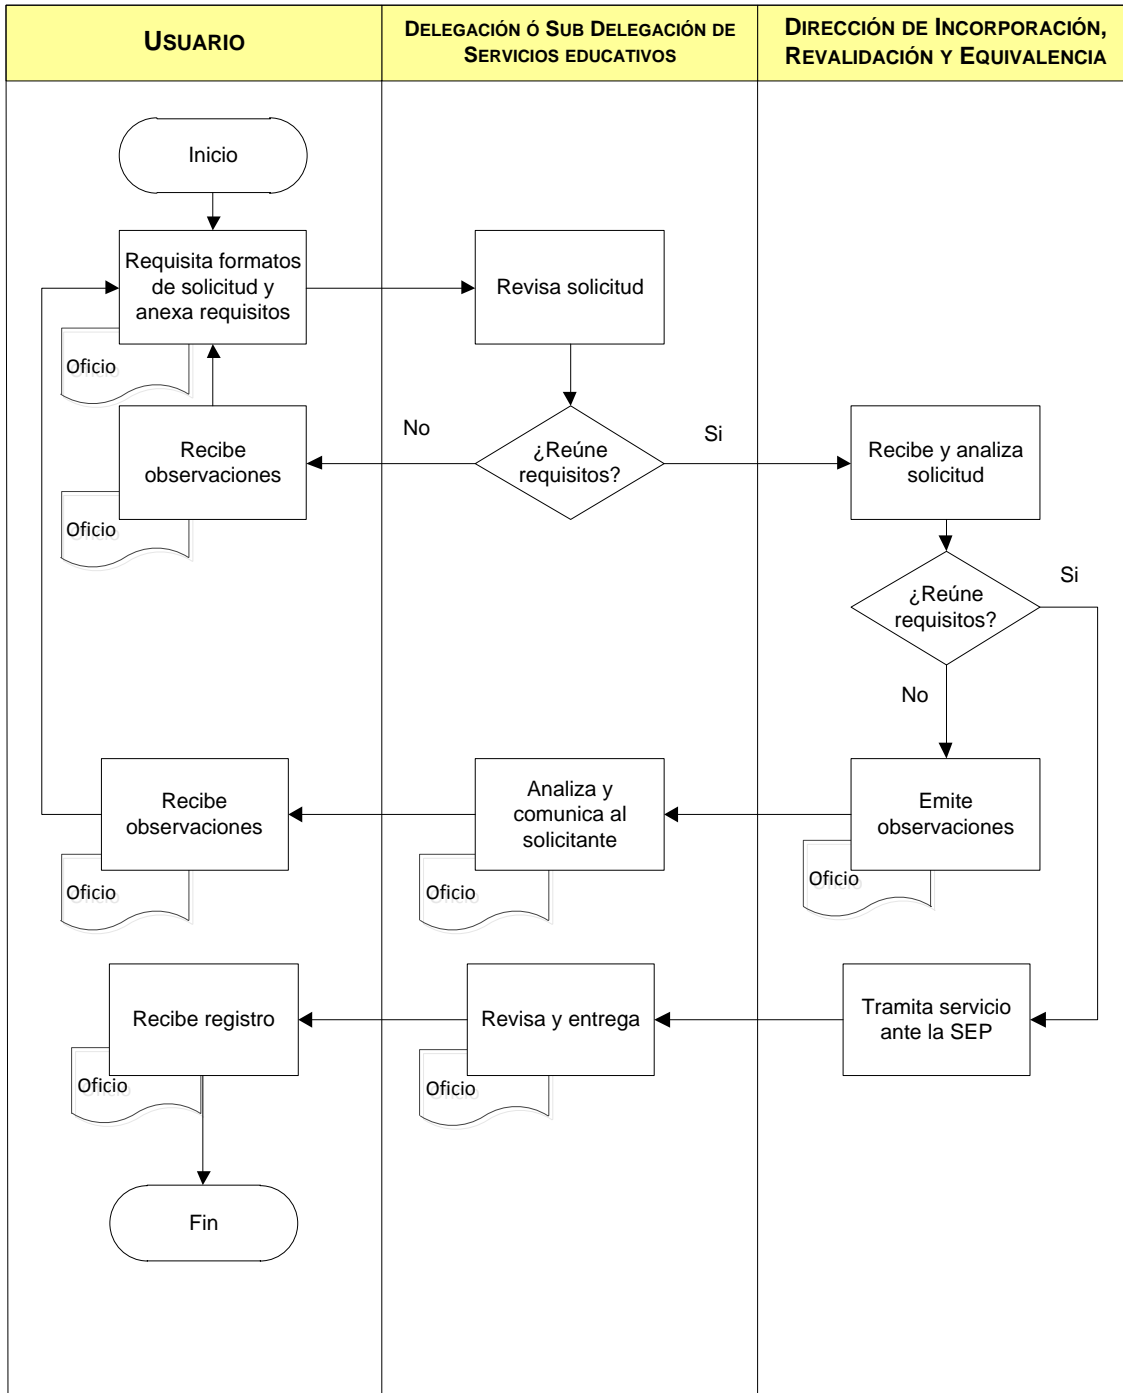 USUARIO
DELEGACIÓN Ó SUB DELEGACIÓN DE
SERVICIOS EDUCATIVOS
DIRECCIÓN DE INCORPORACIÓN,
REVALIDACIÓN Y EQUIVALENCIA
Inicio
Requisita formatos
de solicitud y
anexa requisitos
Oficio
Revisa solicitud
No
¿Reúne
requisitos?
Si
Recibe
observaciones
Oficio
Recibe y analiza
solicitud
¿Reúne
requisitos?
Si
No
Recibe
observaciones
Oficio
Analiza y
comunica al
solicitante
Oficio
Emite
observaciones
Oficio
Recibe registro
Oficio
Revisa y entrega
Oficio
Tramita servicio
ante la SEP
Fin